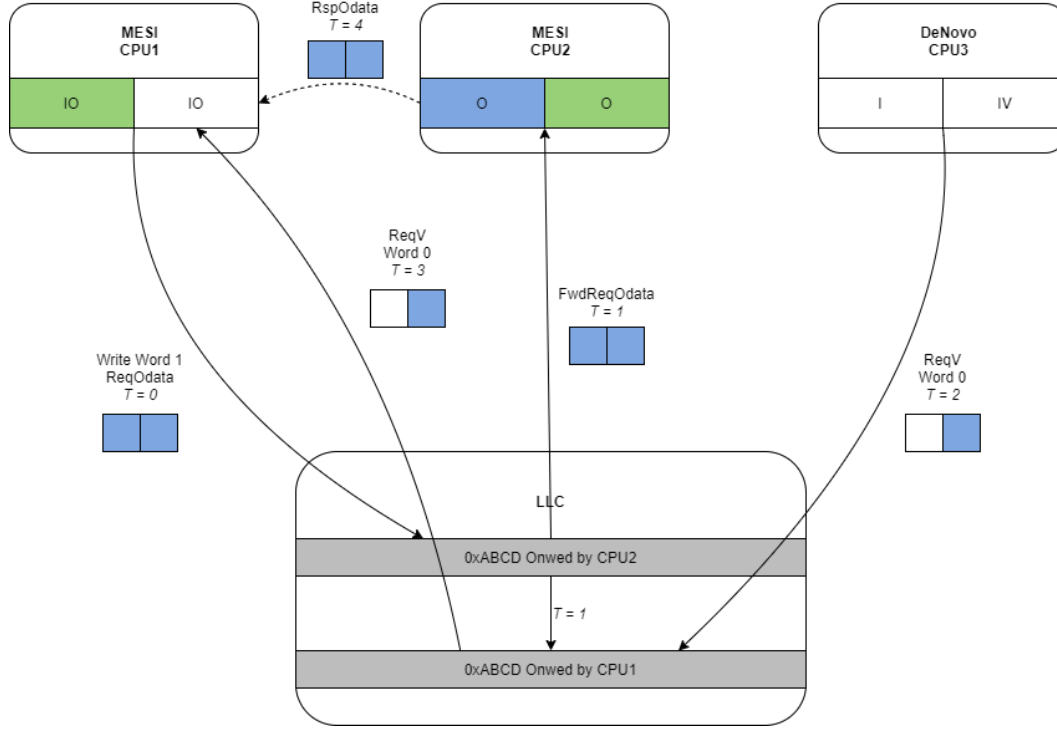 RspOdata
T = 4
MESI
CPU1
IO
IO
MESI
CPU2
O
O
DeNovo
CPU3
I
IV
ReqV
Word 0
T = 3
FwdReqOdata
T = 1
Write Word 1
ReqOdata
T = 0
ReqV
Word 0
T = 2
LLC
0xABCD Onwed by CPU2
T = 1
0xABCD Onwed by CPU1